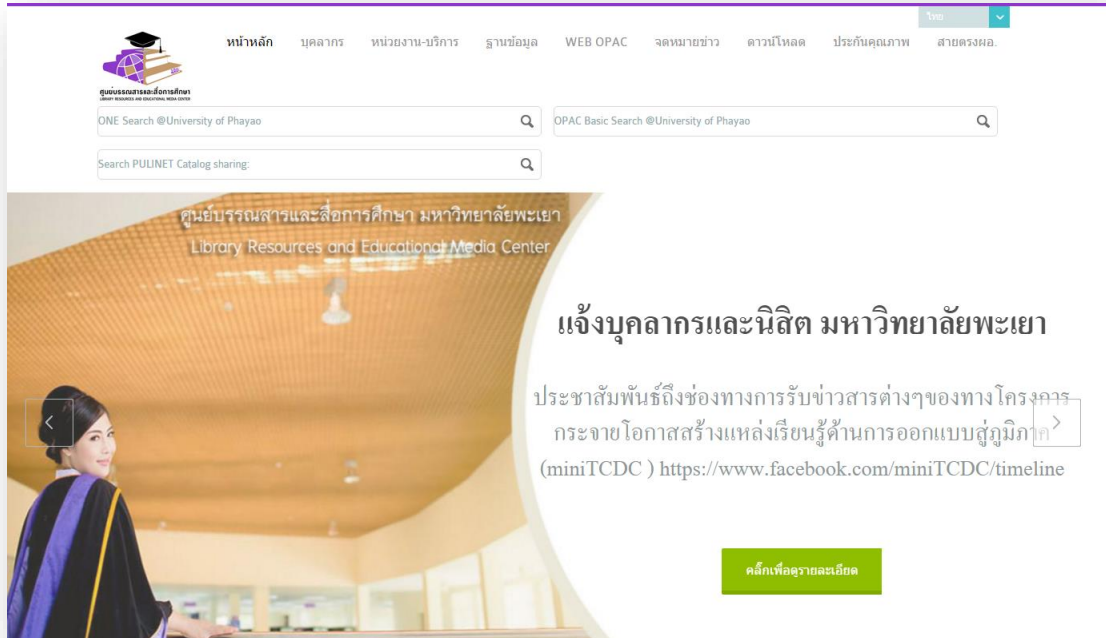 ไทย
หน้าหลัก บุคลากร หน่วยงาน-บริการ ฐานข้อมูล WEB OPAC จดหมายข่าว ดาวน์โหลด ประกันคุณภาพ สายตรงผอ.
ศูนย์บรรณสารและสื่อการศึกษา
LIBRARY RESOURCES AND EDUCATIONAL MEDIA CENTER
ONE Search @University of Phayao
OPAC Basic Search @University of Phayao
Search PULINET Catalog sharing:
ศูนย์บรรณสารและสื่อการศึกษา มหาวิทยาลัยพะเยา
Library Resources and Educational Media Center
แจ้งบุคลากรและนิสิต มหาวิทยาลัยพะเยา
ประชาสัมพันธ์ถึงช่องทางการรับข่าวสารต่างๆของทางโครงการ
กระจายโอกาสสร้างแหล่งเรียนรู้ด้านการออกแบบสู่ภูมิภาค
(miniTCDC ) https://www.facebook.com/miniTCDC/timeline
คลิ๊กเพื่อดูรายละเอียด